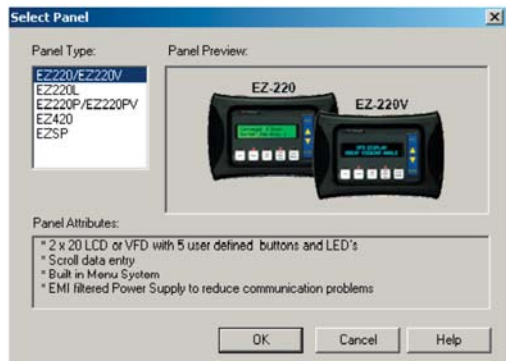 Select Panel
Panel Type:
EZ220/EZ220V
EZ220L
EZ220P/EZ220PV
EZ420
EZSP
Panel Preview:
EZ-220
EZ-220V
VFD DISPLAY
Panel Attributes:
* 2 x 20 LCD or VFD with 5 user defined buttons and LED's
* Scroll data entry
* Built in Menu System
* EMI filtered Power Supply to reduce communication problems
OK
Cancel
Help